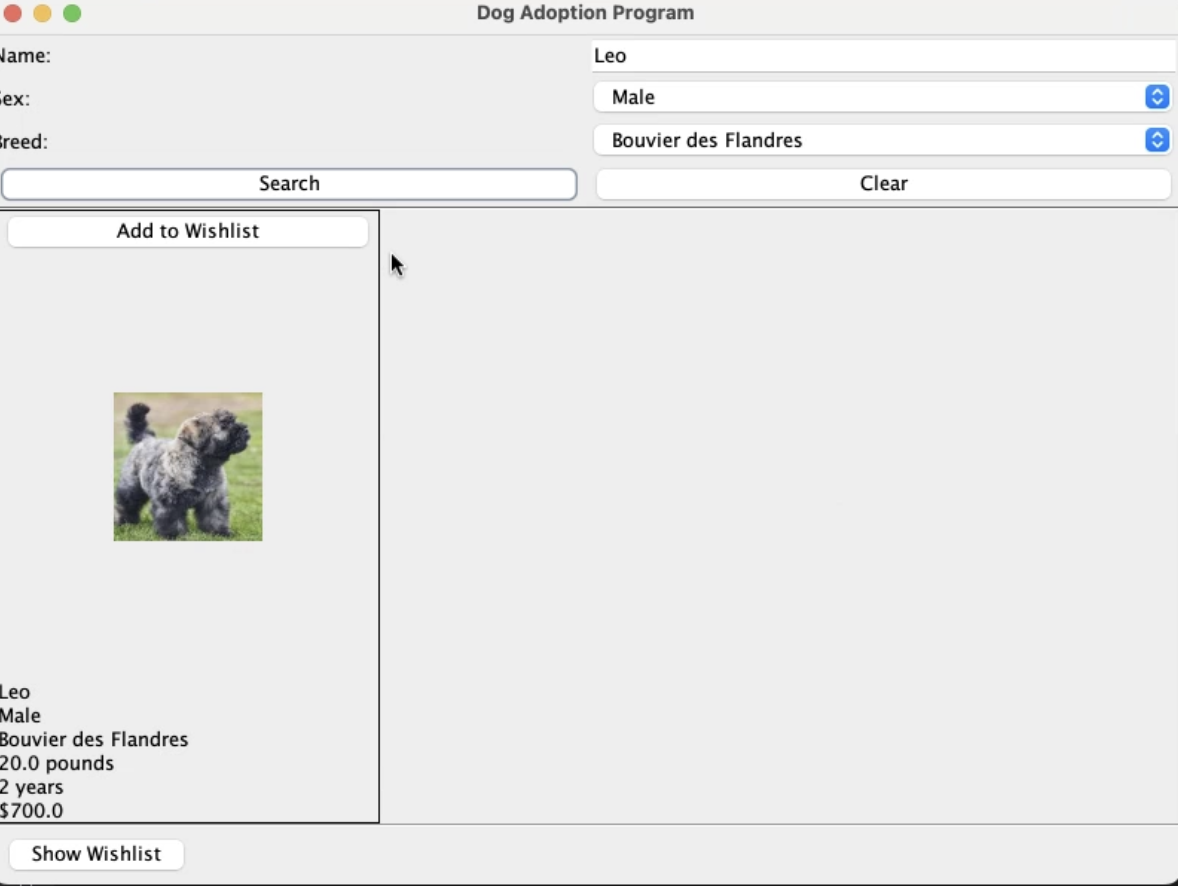 Dog Adoption Program
Name: Leo
Sex: Male
Breed: Bouvier des Flandres
Search Clear
Add to Wishlist
Leo
Male
Bouvier des Flandres
20.0 pounds
2 years
$700.0
Show Wishlist